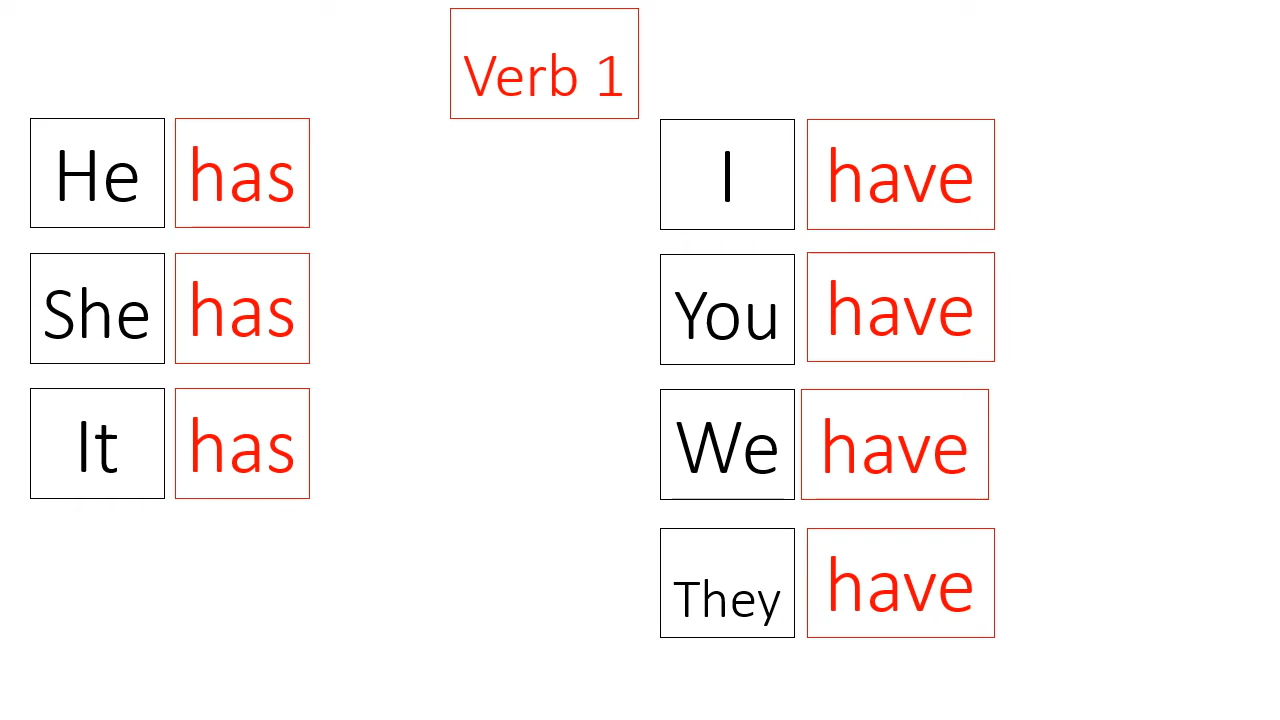 Verb 1
He has
She has
It has
I have
You have
We have
They have